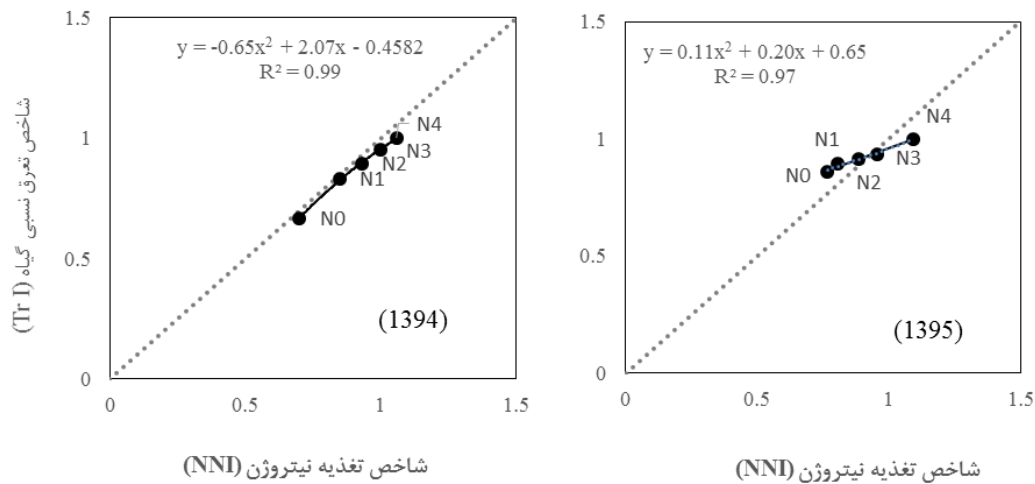 y = -0.65x² + 2.07x - 0.4582
R² = 0.99
1.5
1
0.5
0
N4
N3
N2
N1
N0
(1394)
0
0.5
1
1.5
شاخص تعرق نسبی گیاه (Tr I)
شاخص تغذیه نیتروژن (NNI)
y = 0.11x² + 0.20x + 0.65
R² = 0.97
1.5
1
0.5
0
N4
N1
N3
N0
N2
(1395)
0
0.5
1
1.5
شاخص تغذیه نیتروژن (NNI)